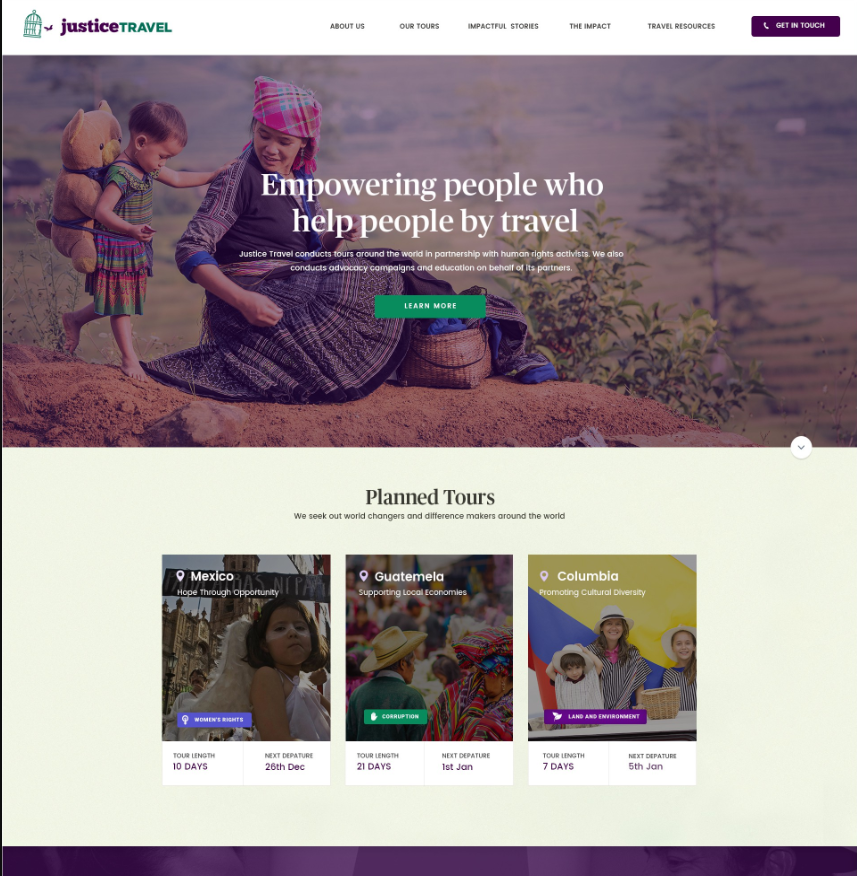 justiceTRAVEL
ABOUT US
OUR TOURS
IMPACTFUL STORIES
THE IMPACT
TRAVEL RESOURCES
GET IN TOUCH
Empowering people who
help people by travel
Justice Travel conducts tours around the world in partnership with human rights activists. We also
conducts advocacy campaigns and education on behalf of its partners.
LEARN MORE
Planned Tours
We seek out world changers and difference makers around the world
Mexico
Hope Through Opportunity
WOMEN'S RIGHTS
TOUR LENGTH
10 DAYS
NEXT DEPATURE
26th Dec
Guatemela
Supporting Local Economies
CORRUPTION
TOUR LENGTH
21 DAYS
NEXT DEPATURE
1st Jan
Columbia
Promoting Cultural Diversity
LAND AND ENVIRONMENT
TOUR LENGTH
7 DAYS
NEXT DEPATURE
5th Jan